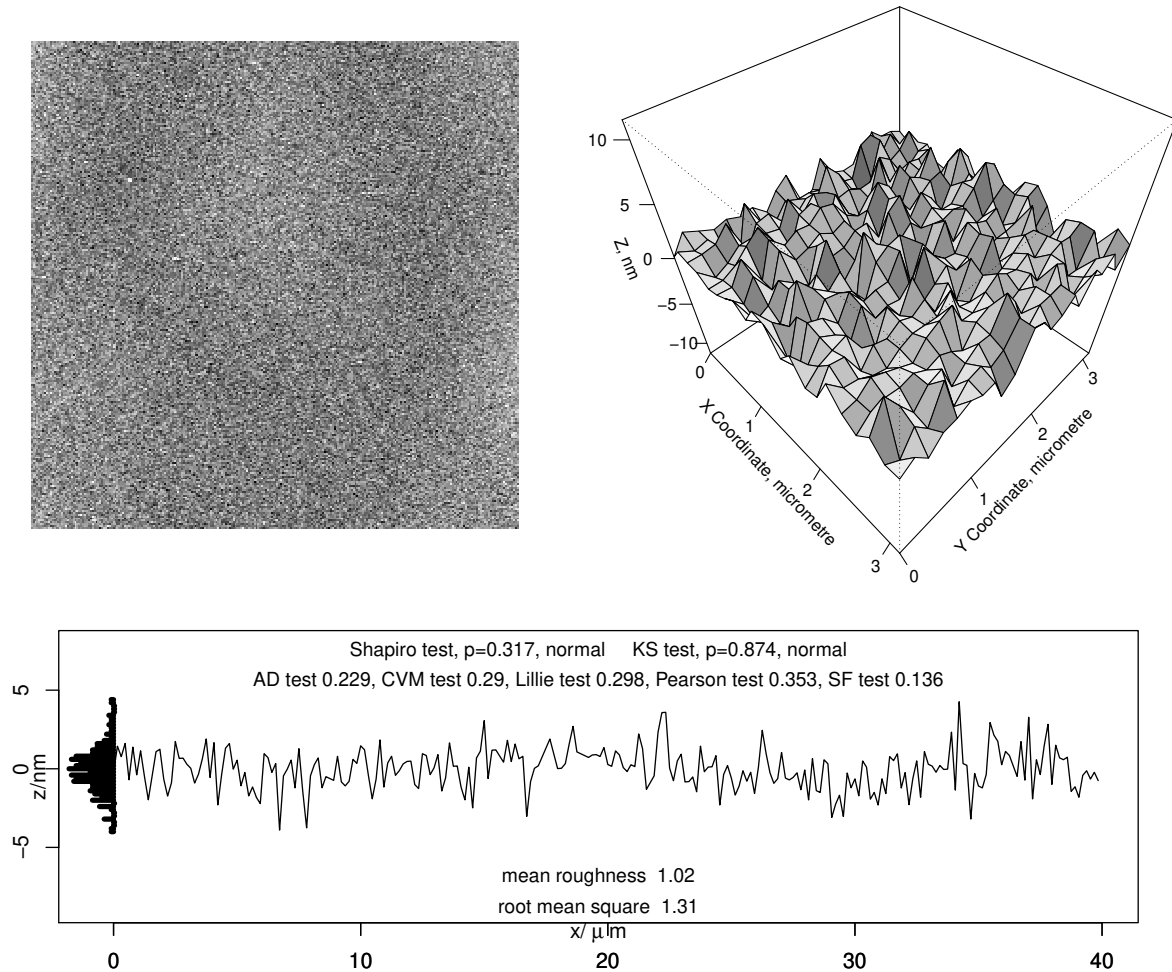 10
5
0
−5
−10
Z, nm
0
1
2
3
X Coordinate, micrometre
0
1
2
3
Y Coordinate, micrometre
Shapiro test, p=0.317, normal KS test, p=0.874, normal
AD test 0.229, CVM test 0.29, Lillie test 0.298, Pearson test 0.353, SF test 0.136
5
0
−5
z/nm
mean roughness 1.02
root mean square 1.31
x/ μm
0 10 20 30 40